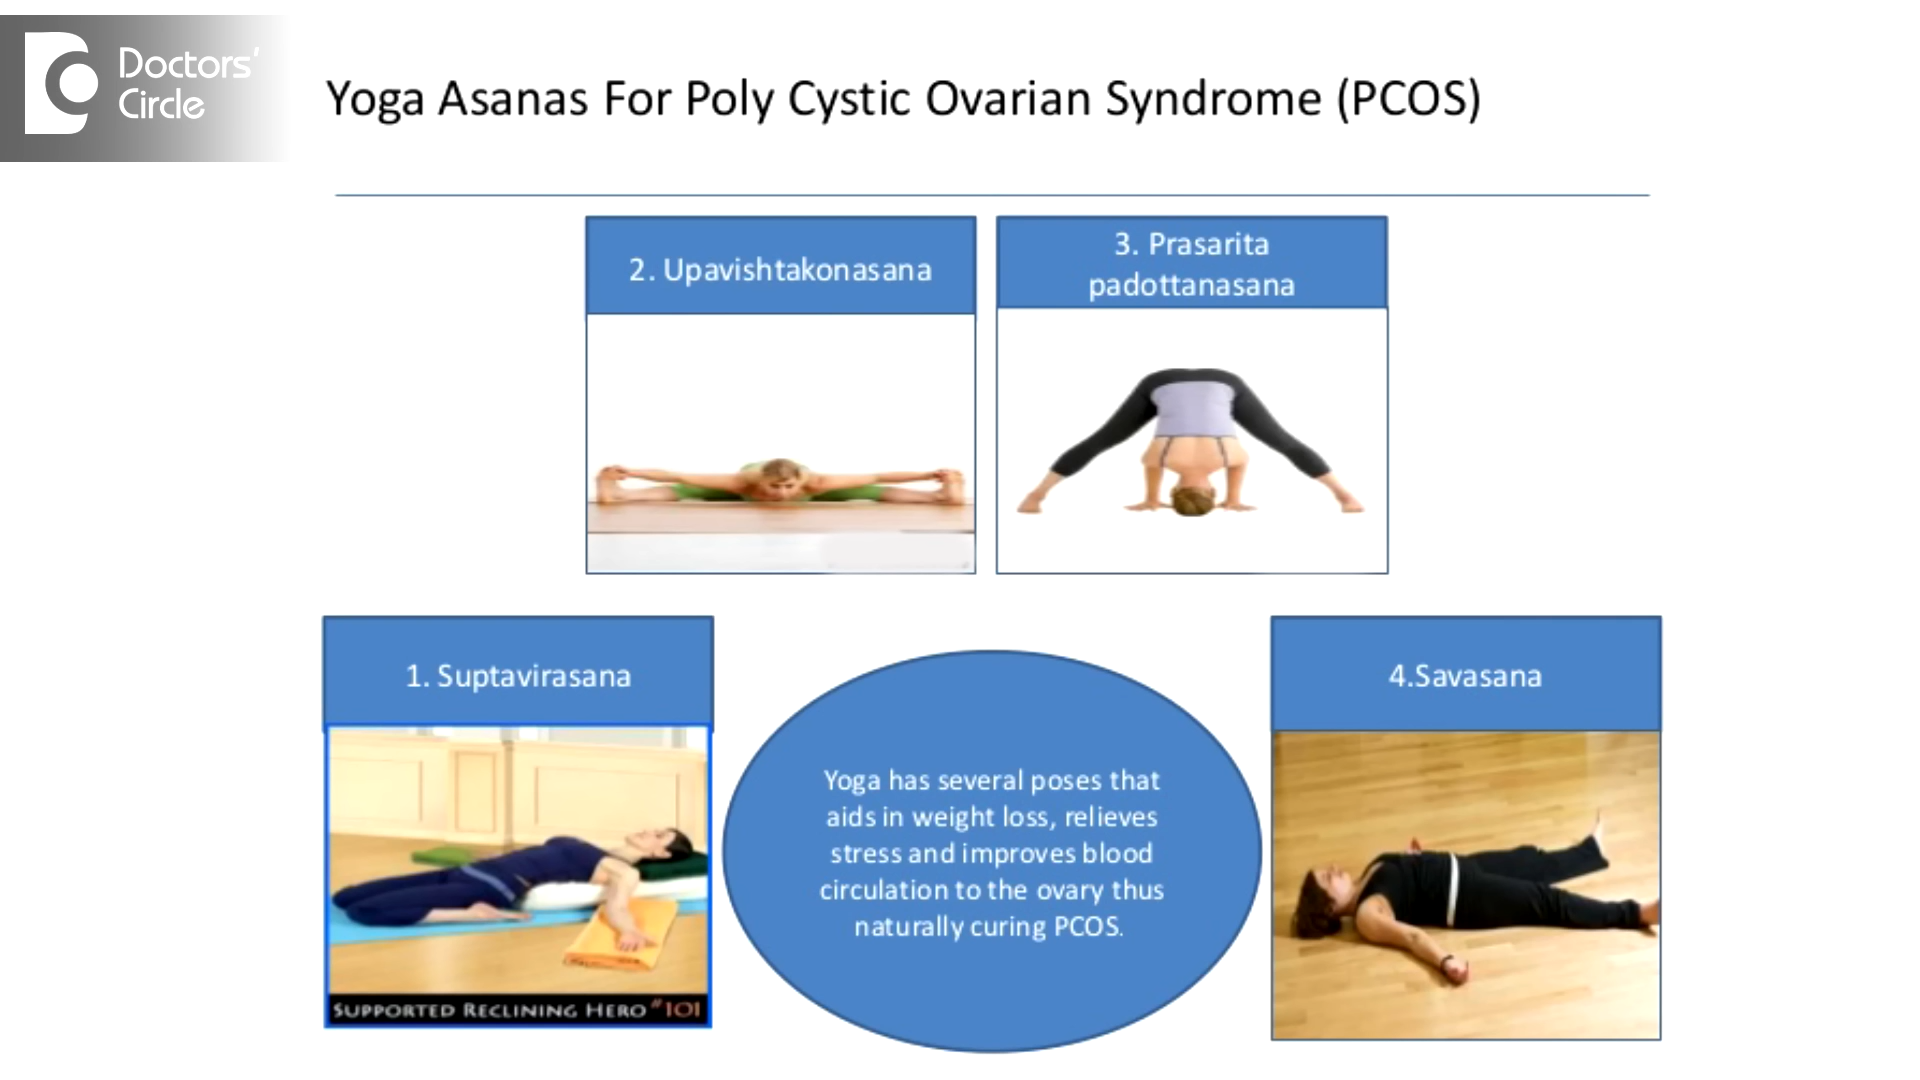 Doctors'
Circle
Yoga Asanas For Poly Cystic Ovarian Syndrome (PCOS)
2. Upavishtakonasana
3. Prasarita
padottanasana
1. Suptavirasana
4.Savasana
Yoga has several poses that
aids in weight loss, relieves
stress and improves blood
circulation to the ovary thus
naturally curing PCOS.
SUPPORTED RECLINING HERO #101